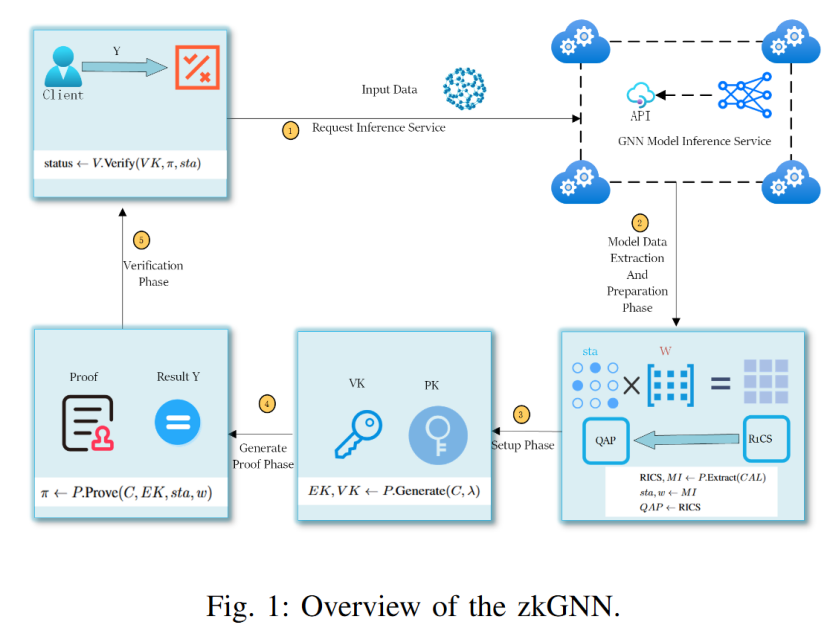 Y
Client
status ← V.Verify(VK, π, sta)
Input Data
1
Request Inference Service
API
GNN Model Inference Service
2
Model Data
Extraction
And
Preparation
Phase
5
Verification
Phase
Proof
Result Y
π ← P.Prove(C, EK, sta, w)
4
Generate
Proof Phase
VK
PK
EK, VK ← P.Generate(C, λ)
3
Setup Phase
sta
W
QAP
R1CS
RICS, MI ← P.Extract(CAL)
sta, w ← MI
QAP ← RICS
Fig. 1: Overview of the zkGNN.